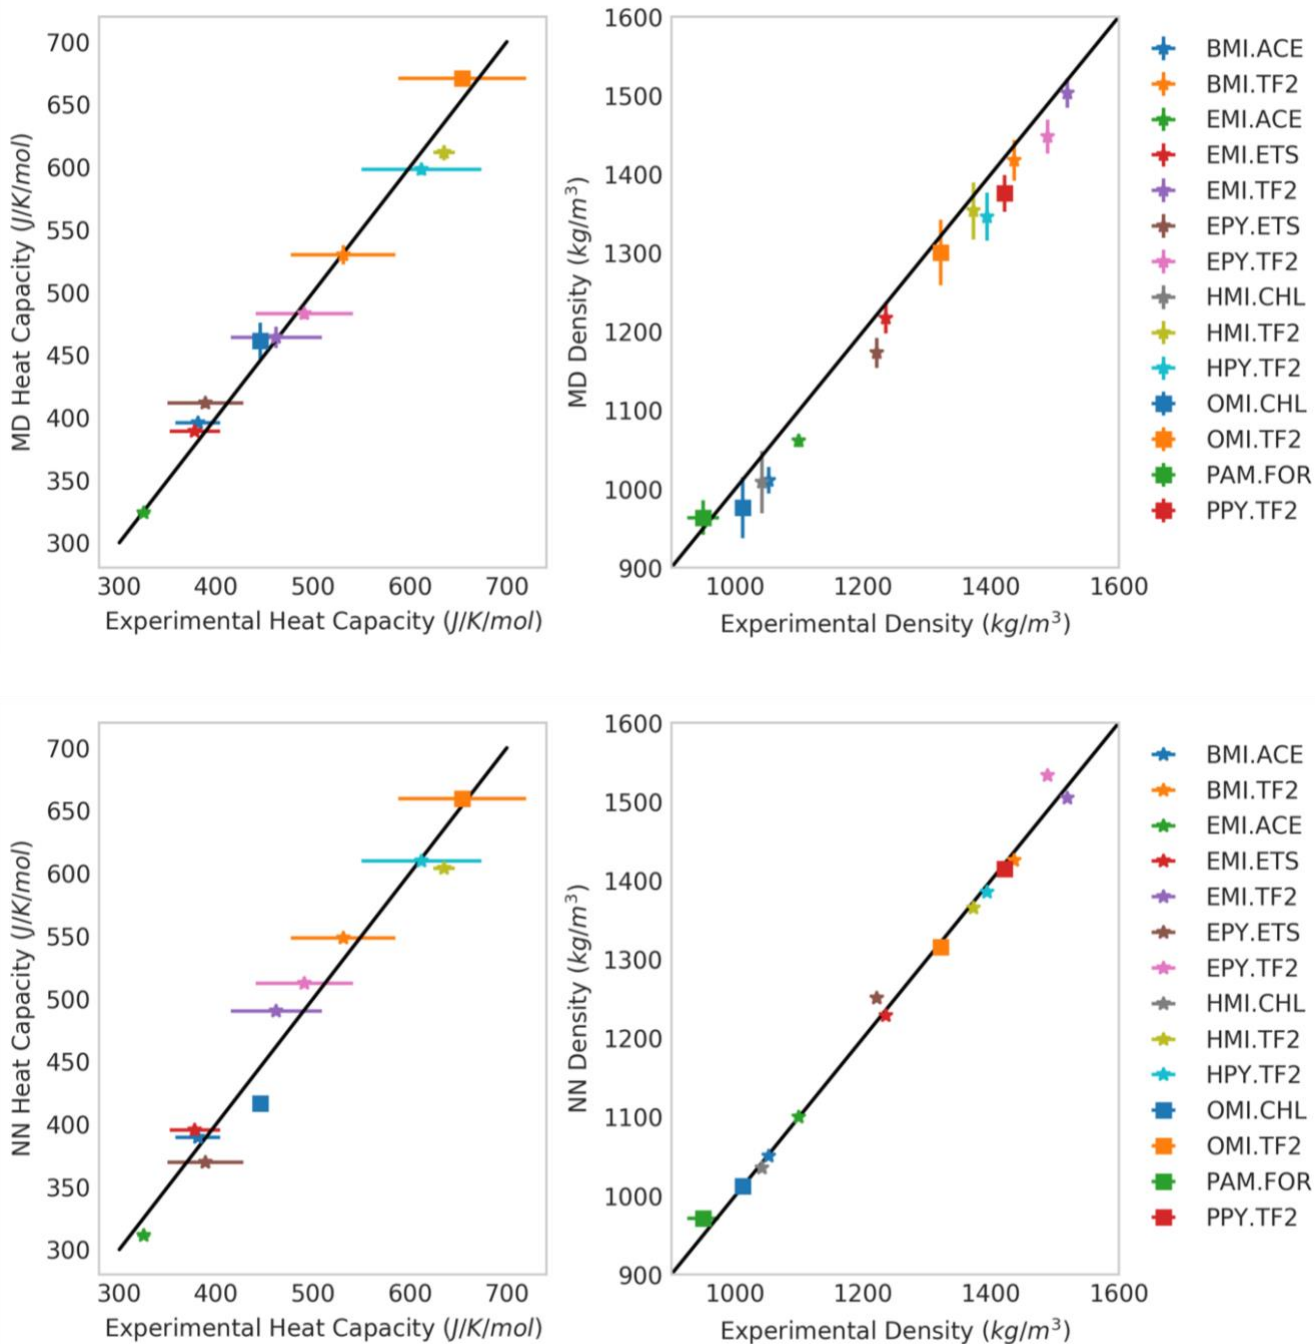 MD Heat Capacity (J/K/mol)
700
650
600
550
500
450
400
350
300
300 400 500 600 700
Experimental Heat Capacity (J/K/mol)
MD Density (kg/m³)
1600
1500
1400
1300
1200
1100
1000
900
1000 1200 1400 1600
Experimental Density (kg/m³)
BMI.ACE
BMI.TF2
EMI.ACE
EMI.ETS
EMI.TF2
EPY.ETS
EPY.TF2
HMI.CHL
HMI.TF2
HPY.TF2
OMI.CHL
OMI.TF2
PAM.FOR
PPY.TF2
NN Heat Capacity (J/K/mol)
700
650
600
550
500
450
400
350
300
300 400 500 600 700
Experimental Heat Capacity (J/K/mol)
NN Density (kg/m³)
1600
1500
1400
1300
1200
1100
1000
900
1000 1200 1400 1600
Experimental Density (kg/m³)
BMI.ACE
BMI.TF2
EMI.ACE
EMI.ETS
EMI.TF2
EPY.ETS
EPY.TF2
HMI.CHL
HMI.TF2
HPY.TF2
OMI.CHL
OMI.TF2
PAM.FOR
PPY.TF2